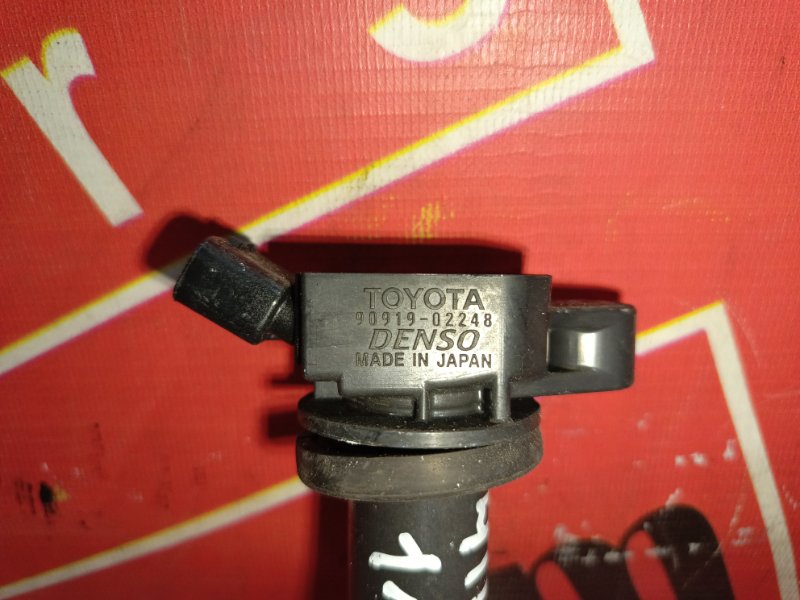 TOYOTA
90919-02248
DENSO
MADE IN JAPAN